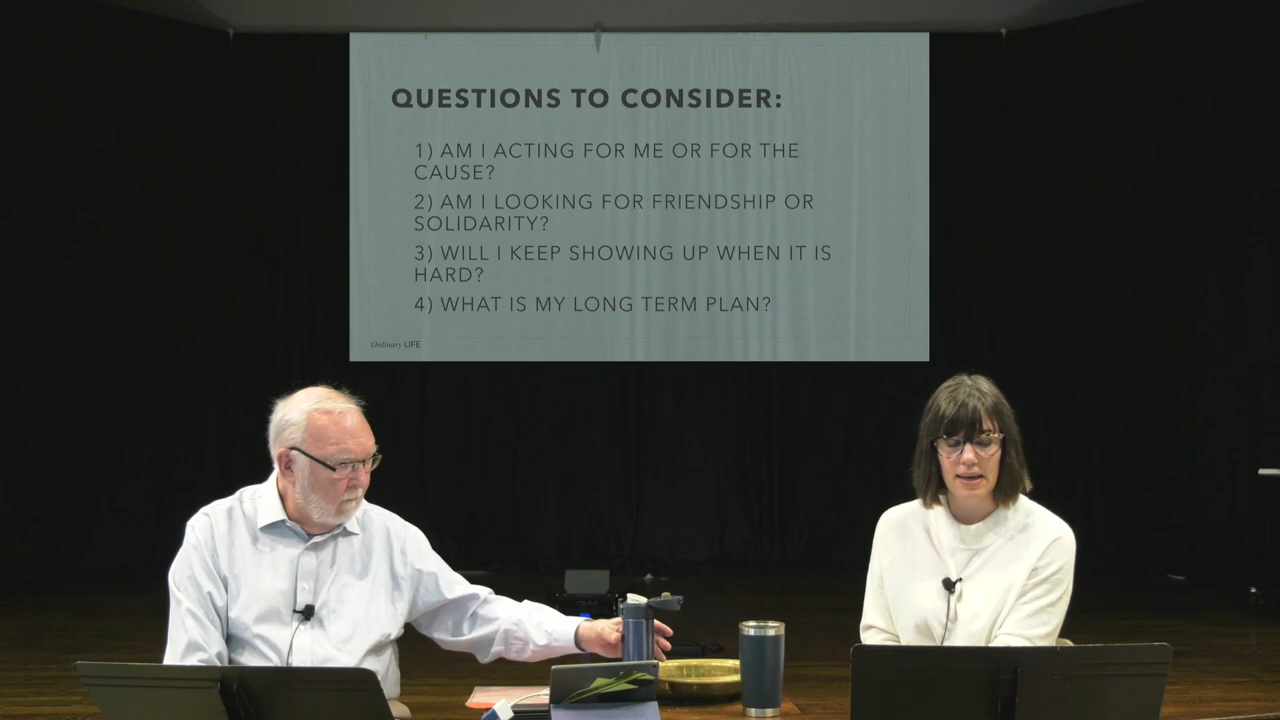 QUESTIONS TO CONSIDER:
1) AM I ACTING FOR ME OR FOR THE
CAUSE?
2) AM I LOOKING FOR FRIENDSHIP OR
SOLIDARITY?
3) WILL I KEEP SHOWING UP WHEN IT IS
HARD?
4) WHAT IS MY LONG TERM PLAN?
Ordinary LIFE